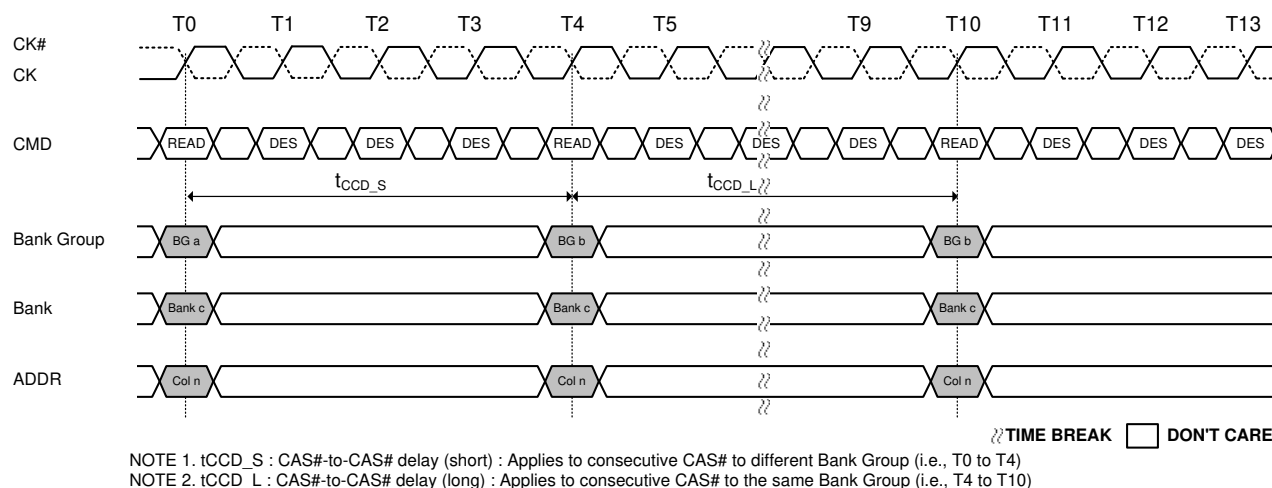 T0 T1 T2 T3 T4 T5 T9 T10 T11 T12 T13
CK#
CK
CMD READ DES DES DES READ DES DES DES READ DES DES DES
tCCD_S tCCD_L
Bank Group BG a BG b BG b
Bank Bank c Bank c Bank c
ADDR Col n Col n Col n
TIME BREAK DON'T CARE
NOTE 1. tCCD_S : CAS#-to-CAS# delay (short) : Applies to consecutive CAS# to different Bank Group (i.e., T0 to T4)
NOTE 2. tCCD_L : CAS#-to-CAS# delay (long) : Applies to consecutive CAS# to the same Bank Group (i.e., T4 to T10)